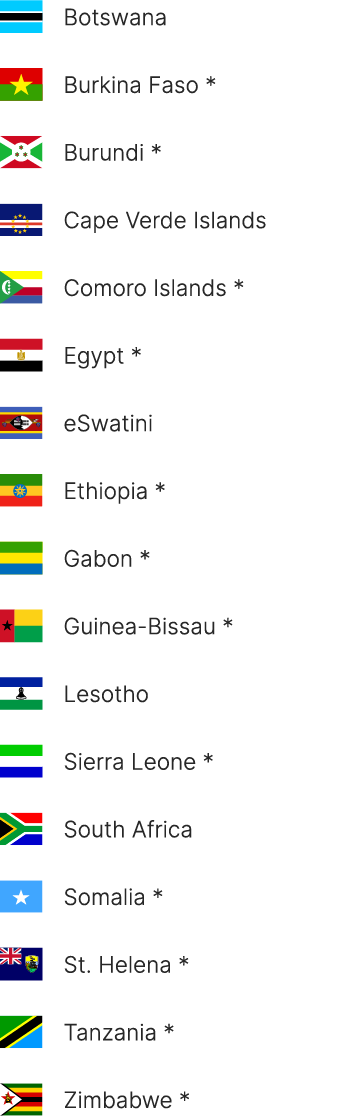 Botswana
Burkina Faso *
Burundi *
Cape Verde Islands
Comoro Islands *
Egypt *
eSwatini
Ethiopia *
Gabon *
Guinea-Bissau *
Lesotho
Sierra Leone *
South Africa
Somalia *
St. Helena *
Tanzania *
Zimbabwe *